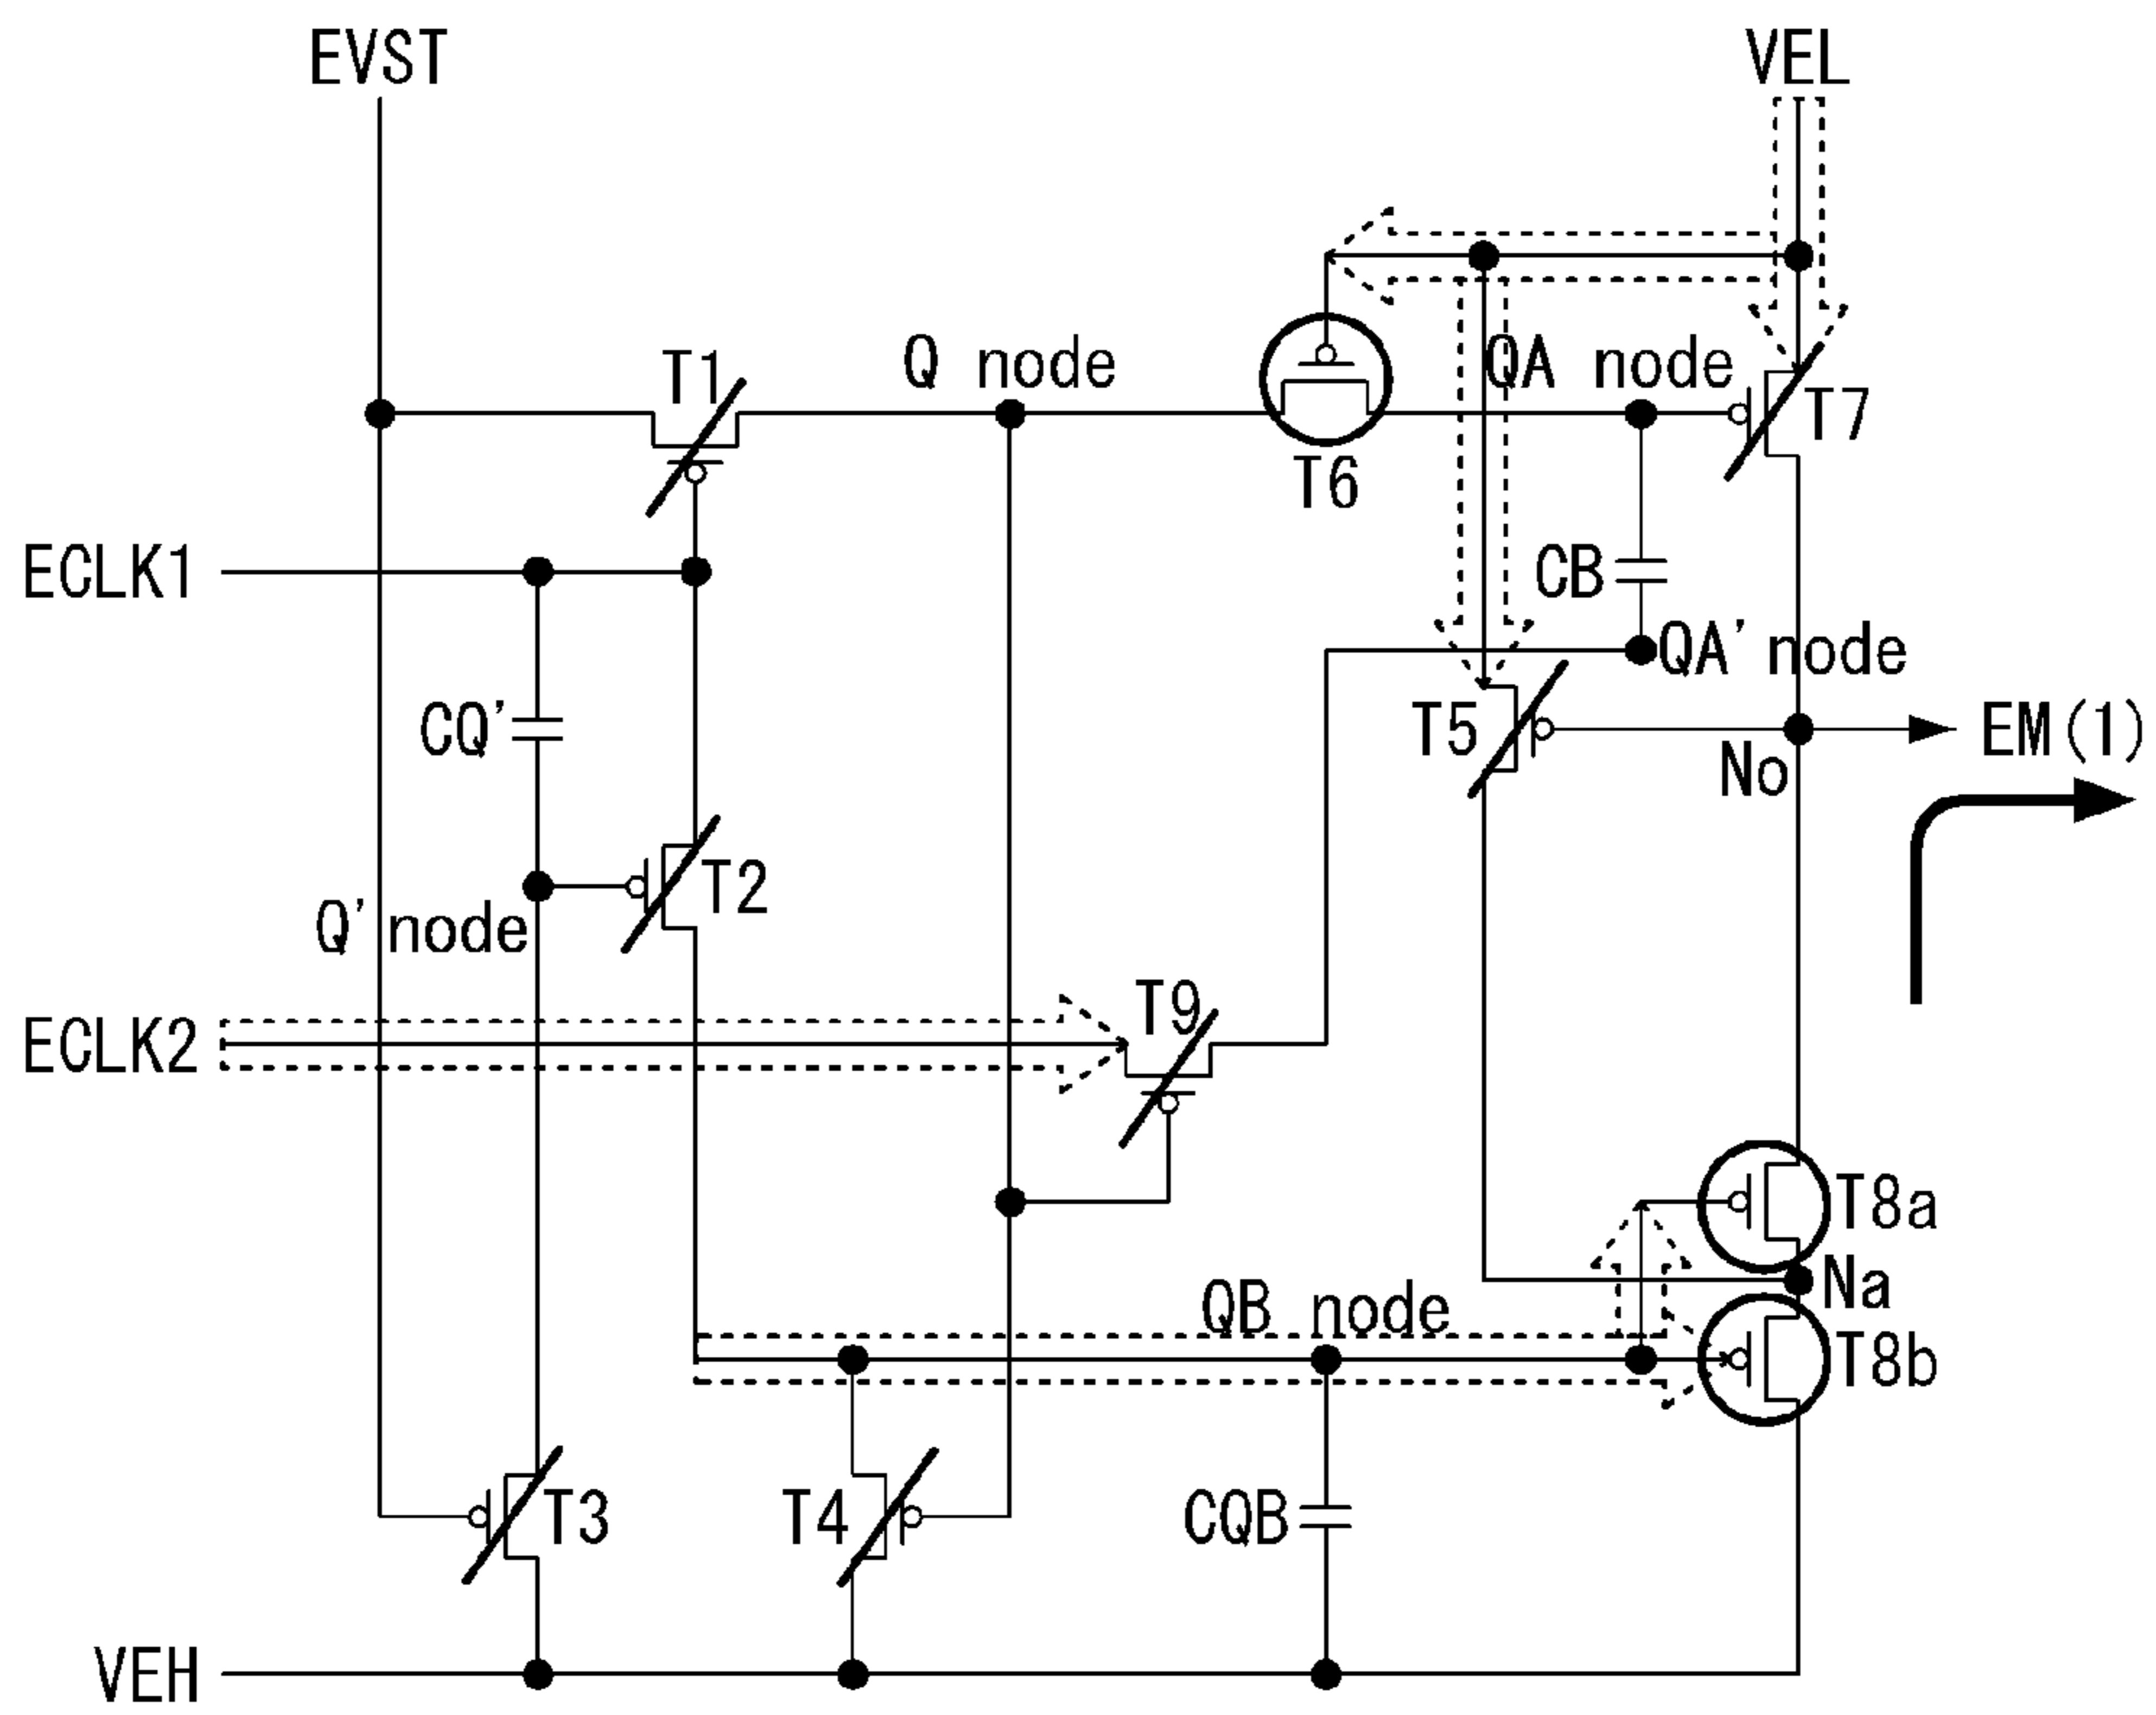 EVST
VEL
T1
Q node
QA node
T7
T6
ECLK1
CB
QA' node
CQ'
T5
EM(1)
No
T2
Q' node
T9
ECLK2
T8a
Na
QB node
T8b
T3
T4
CQB
VEH